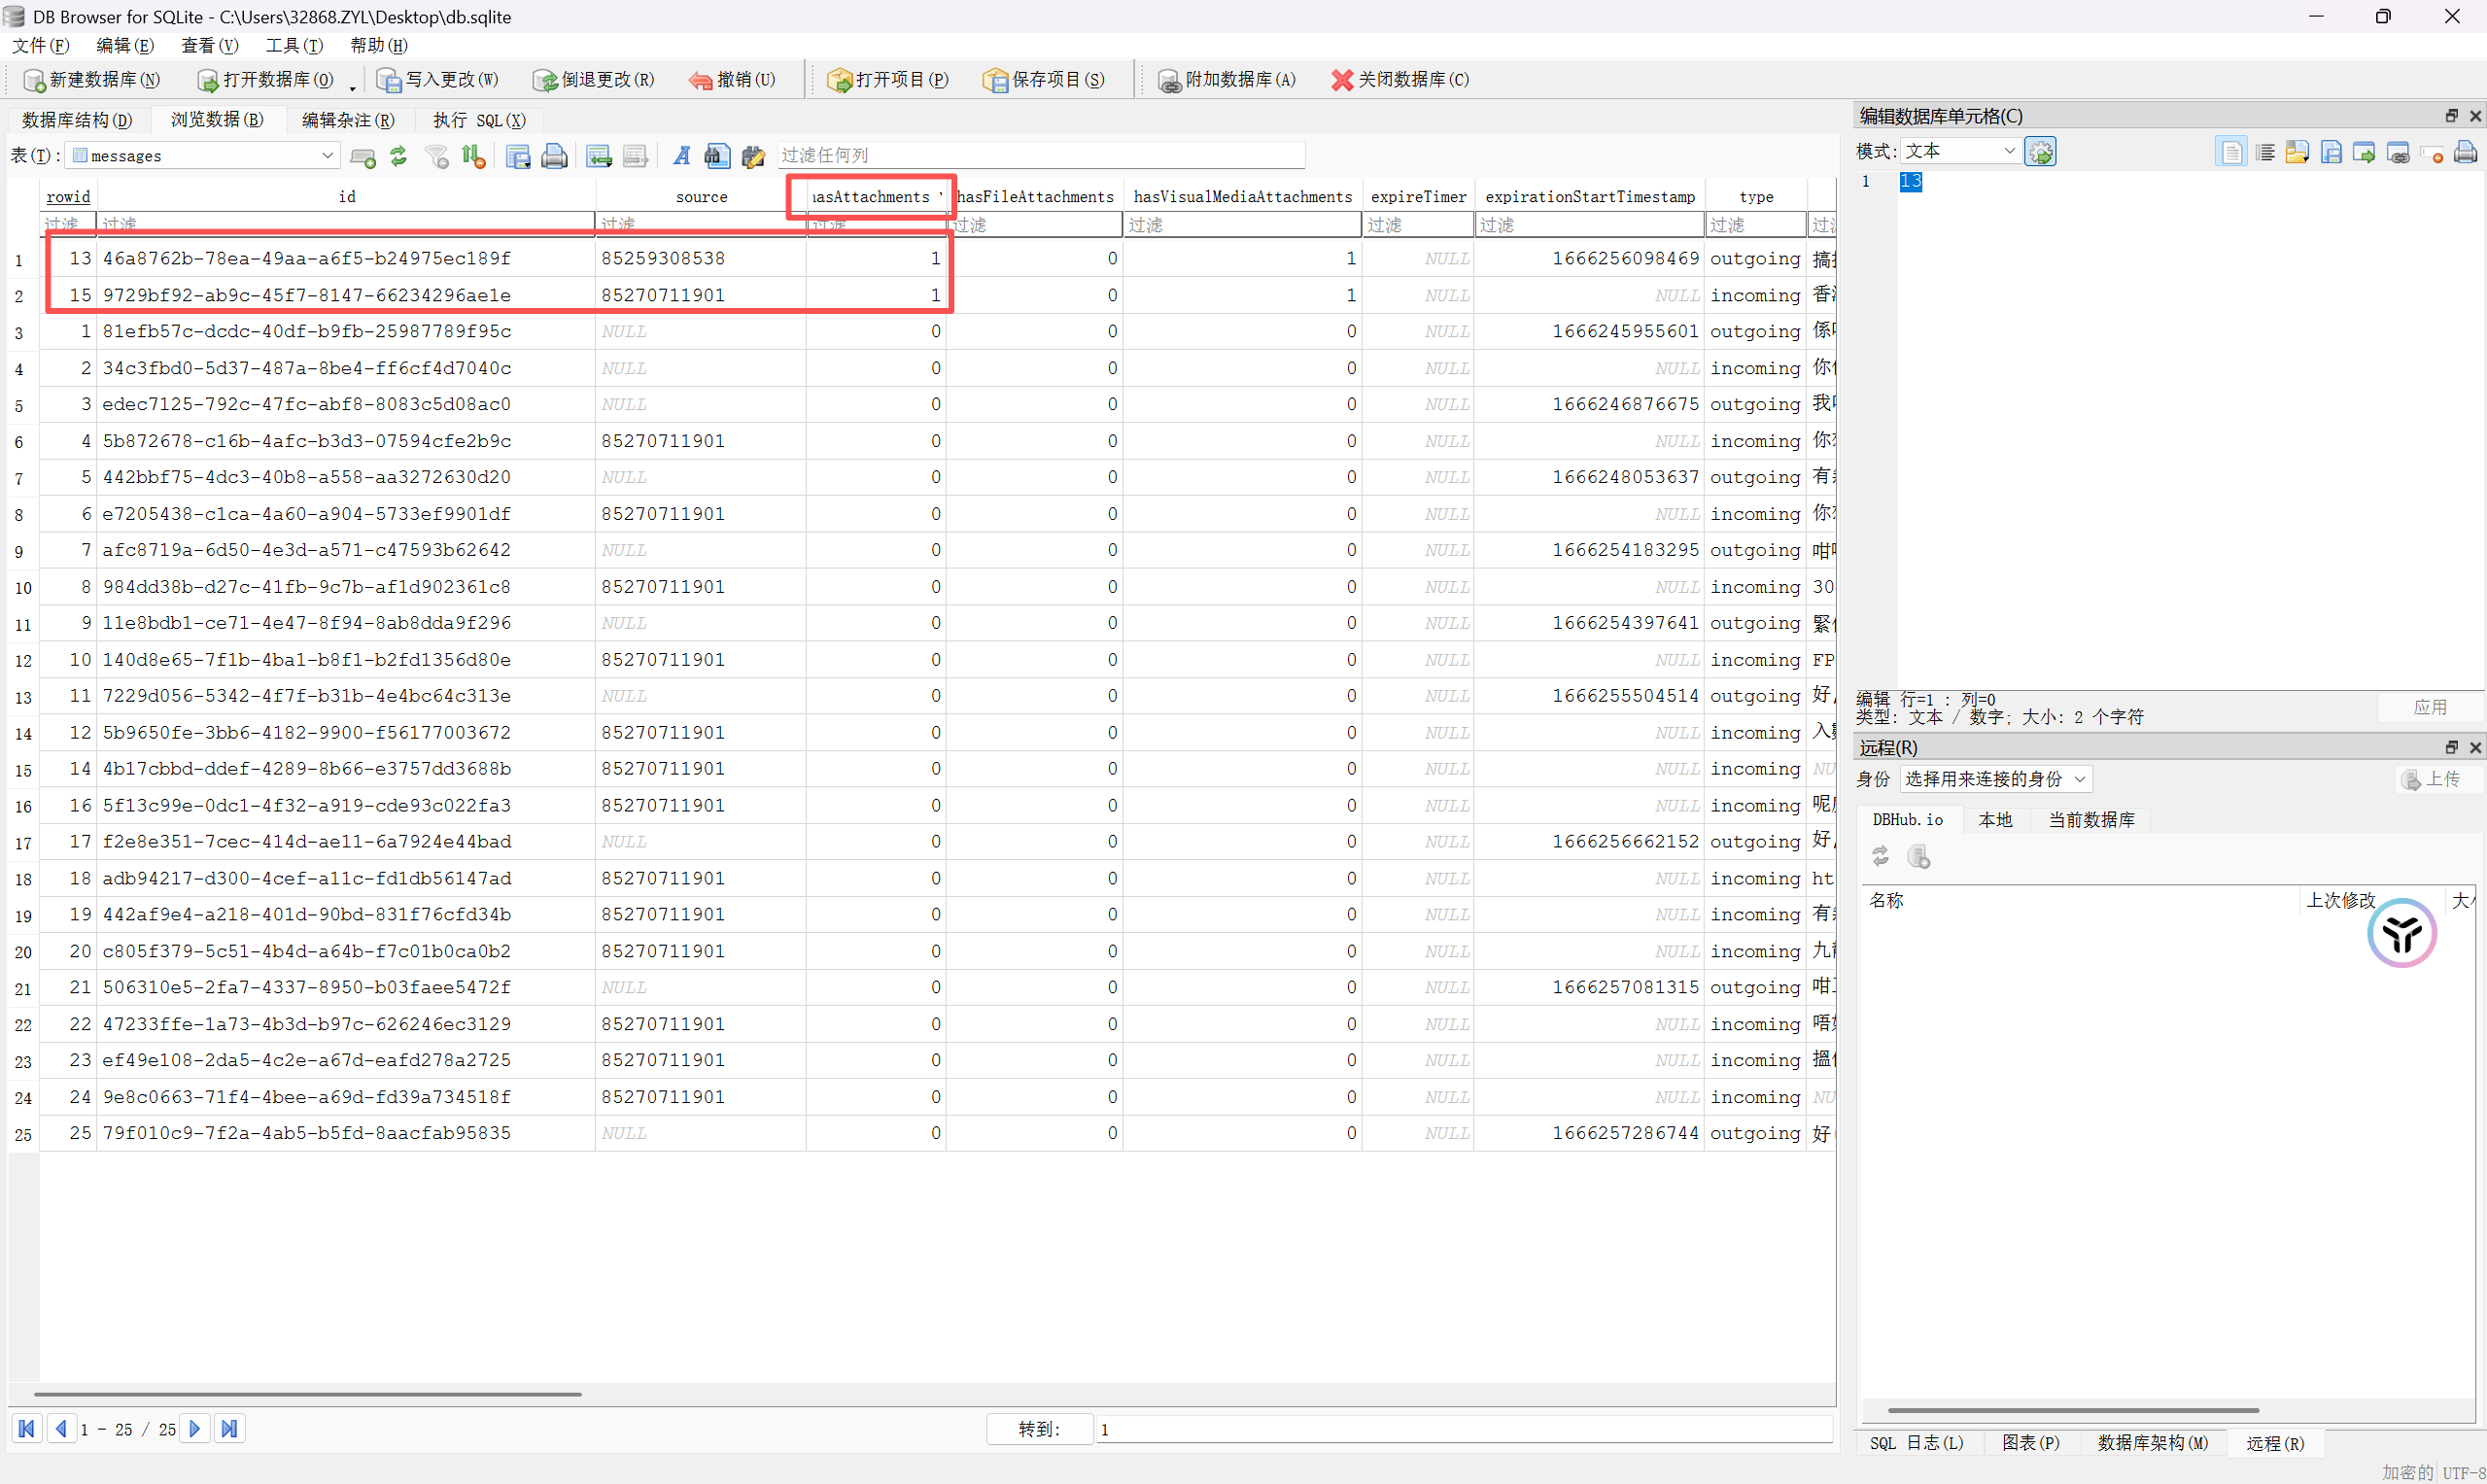 DB Browser for SQLite - C:\Users\32868.ZYL\Desktop\db.sqlite
文件(F) 编辑(E) 查看(V) 工具(T) 帮助(H)
新建数据库(N) 打开数据库(O) 写入更改(W) 倒退更改(R) 撤销(U) 打开项目(P) 保存项目(S) 附加数据库(A) 关闭数据库(C)
数据库结构(D) 浏览数据(B) 编辑杂注(R) 执行 SQL(X)
表(T): messages 过滤任何列
rowid id source asAttachments hasFileAttachments hasVisualMediaAttachments expireTimer expirationStartTimestamp type
过滤 过滤 过滤 过滤 过滤 过滤 过滤 过滤 过滤
1 13 46a8762b-78ea-49aa-a6f5-b24975ec189f 85259308538 1 0 1 NULL 1666256098469 outgoing 搞
2 15 9729bf92-ab9c-45f7-8147-66234296ae1e 85270711901 1 0 1 NULL NULL incoming 香
3 1 81efb57c-dcdc-40df-b9fb-25987789f95c NULL 0 0 0 NULL 1666245955601 outgoing 係
4 2 34c3fbd0-5d37-487a-8be4-ff6cf4d7040c NULL 0 0 0 NULL NULL incoming 你
5 3 edec7125-792c-47fc-abf8-8083c5d08ac0 NULL 0 0 0 NULL 1666246876675 outgoing 我
6 4 5b872678-c16b-4afc-b3d3-07594cfe2b9c 85270711901 0 0 0 NULL NULL incoming 你
7 5 442bbf75-4dc3-40b8-a558-aa3272630d20 NULL 0 0 0 NULL 1666248053637 outgoing 有
8 6 e7205438-c1ca-4a60-a904-5733ef9901df 85270711901 0 0 0 NULL NULL incoming 你
9 7 afc8719a-6d50-4e3d-a571-c47593b62642 NULL 0 0 0 NULL 1666254183295 outgoing 咁
10 8 984dd38b-d27c-41fb-9c7b-af1d902361c8 85270711901 0 0 0 NULL NULL incoming 30
11 9 11e8bdb1-ce71-4e47-8f94-8ab8dda9f296 NULL 0 0 0 NULL 1666254397641 outgoing 緊
12 10 140d8e65-7f1b-4ba1-b8f1-b2fd1356d80e 85270711901 0 0 0 NULL NULL incoming FP
13 11 7229d056-5342-4f7f-b31b-4e4bc64c313e NULL 0 0 0 NULL 1666255504514 outgoing 好,
14 12 5b9650fe-3bb6-4182-9900-f56177003672 85270711901 0 0 0 NULL NULL incoming 入
15 14 4b17cbbd-ddef-4289-8b66-e3757dd3688b 85270711901 0 0 0 NULL NULL incoming NU
16 16 5f13c99e-0dc1-4f32-a919-cde93c022fa3 85270711901 0 0 0 NULL NULL incoming 呢
17 17 f2e8e351-7cec-414d-ae11-6a7924e44bad NULL 0 0 0 NULL 1666256662152 outgoing 好,
18 18 adb94217-d300-4cef-a11c-fd1db56147ad 85270711901 0 0 0 NULL NULL incoming ht
19 19 442af9e4-a218-401d-90bd-831f76cfd34b 85270711901 0 0 0 NULL NULL incoming 有
20 20 c805f379-5c51-4b4d-a64b-f7c01b0ca0b2 85270711901 0 0 0 NULL NULL incoming 九
21 21 506310e5-2fa7-4337-8950-b03faee5472f NULL 0 0 0 NULL 1666257081315 outgoing 咁
22 22 47233ffe-1a73-4b3d-b97c-626246ec3129 85270711901 0 0 0 NULL NULL incoming 唔
23 23 ef49e108-2da5-4c2e-a67d-eafd278a2725 85270711901 0 0 0 NULL NULL incoming 搵
24 24 9e8c0663-71f4-4bee-a69d-fd39a734518f 85270711901 0 0 0 NULL NULL incoming NU
25 25 79f010c9-7f2a-4ab5-b5fd-8aacfab95835 NULL 0 0 0 NULL 1666257286744 outgoing 好
1 - 25 / 25 转到: 1
编辑数据库单元格(C)
模式: 文本
1 13
编辑 行=1 : 列=0
类型: 文本 / 数字; 大小: 2 个字符
应用
远程(R)
身份 选择用来连接的身份 上传
DBHub.io 本地 当前数据库
名称 上次修改
SQL 日志(L) 图表(P) 数据库架构(M) 远程(R)
加密的 UTF-8